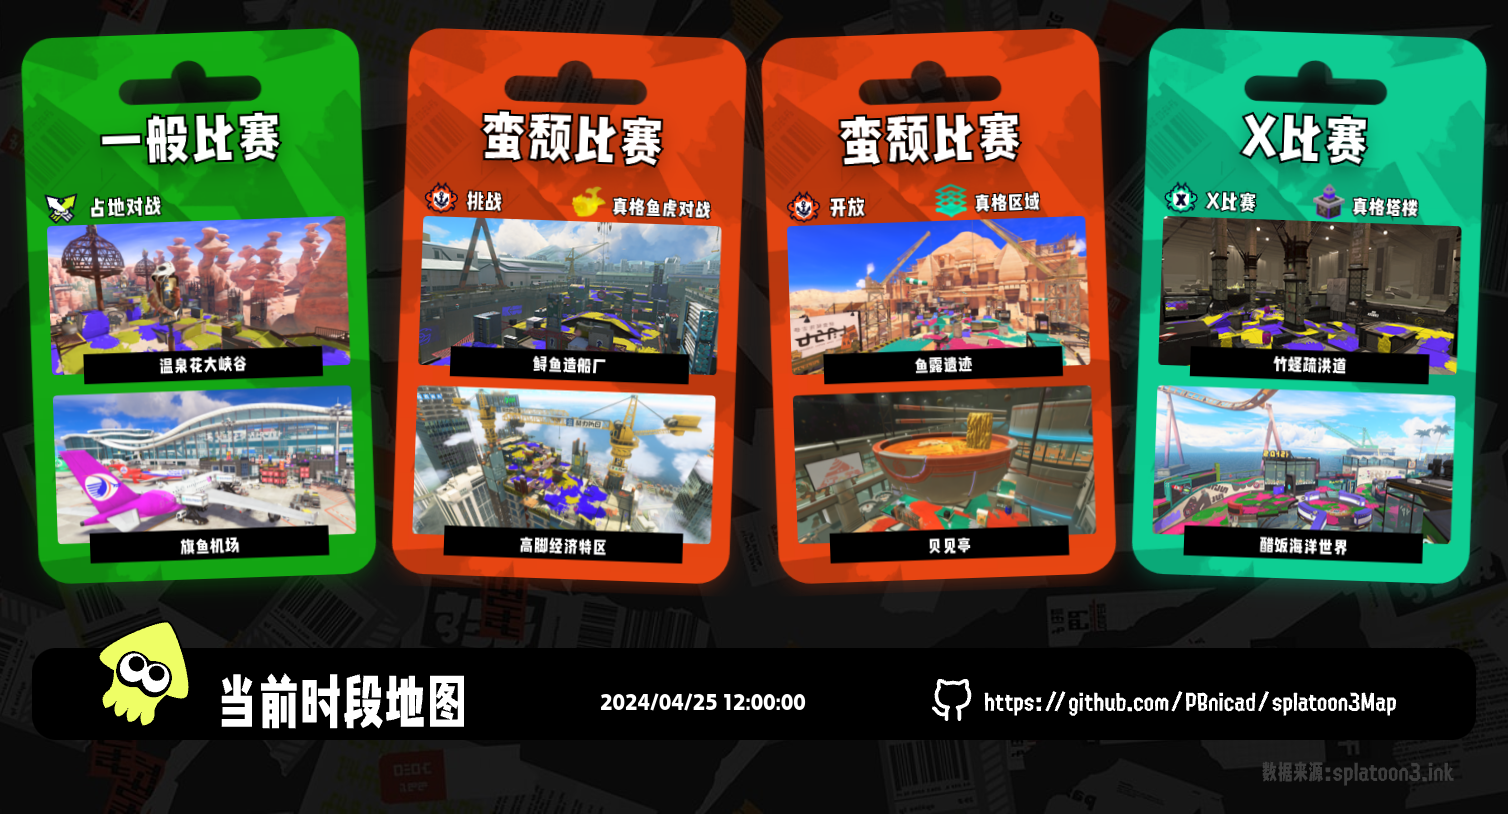 一般比赛
占地对战
温泉花大峡谷
旗鱼机场
蛮颓比赛
挑战
真格鱼虎对战
鲟鱼造船厂
高脚经济特区
蛮颓比赛
开放
真格区域
鱼露遗迹
贝见亭
X比赛
X比赛
真格塔楼
竹蛏疏洪道
醋饭海洋世界
当前时段地图
2024/04/25 12:00:00
https://github.com/PBnicad/splatoon3Map
数据来源:splatoon3.ink